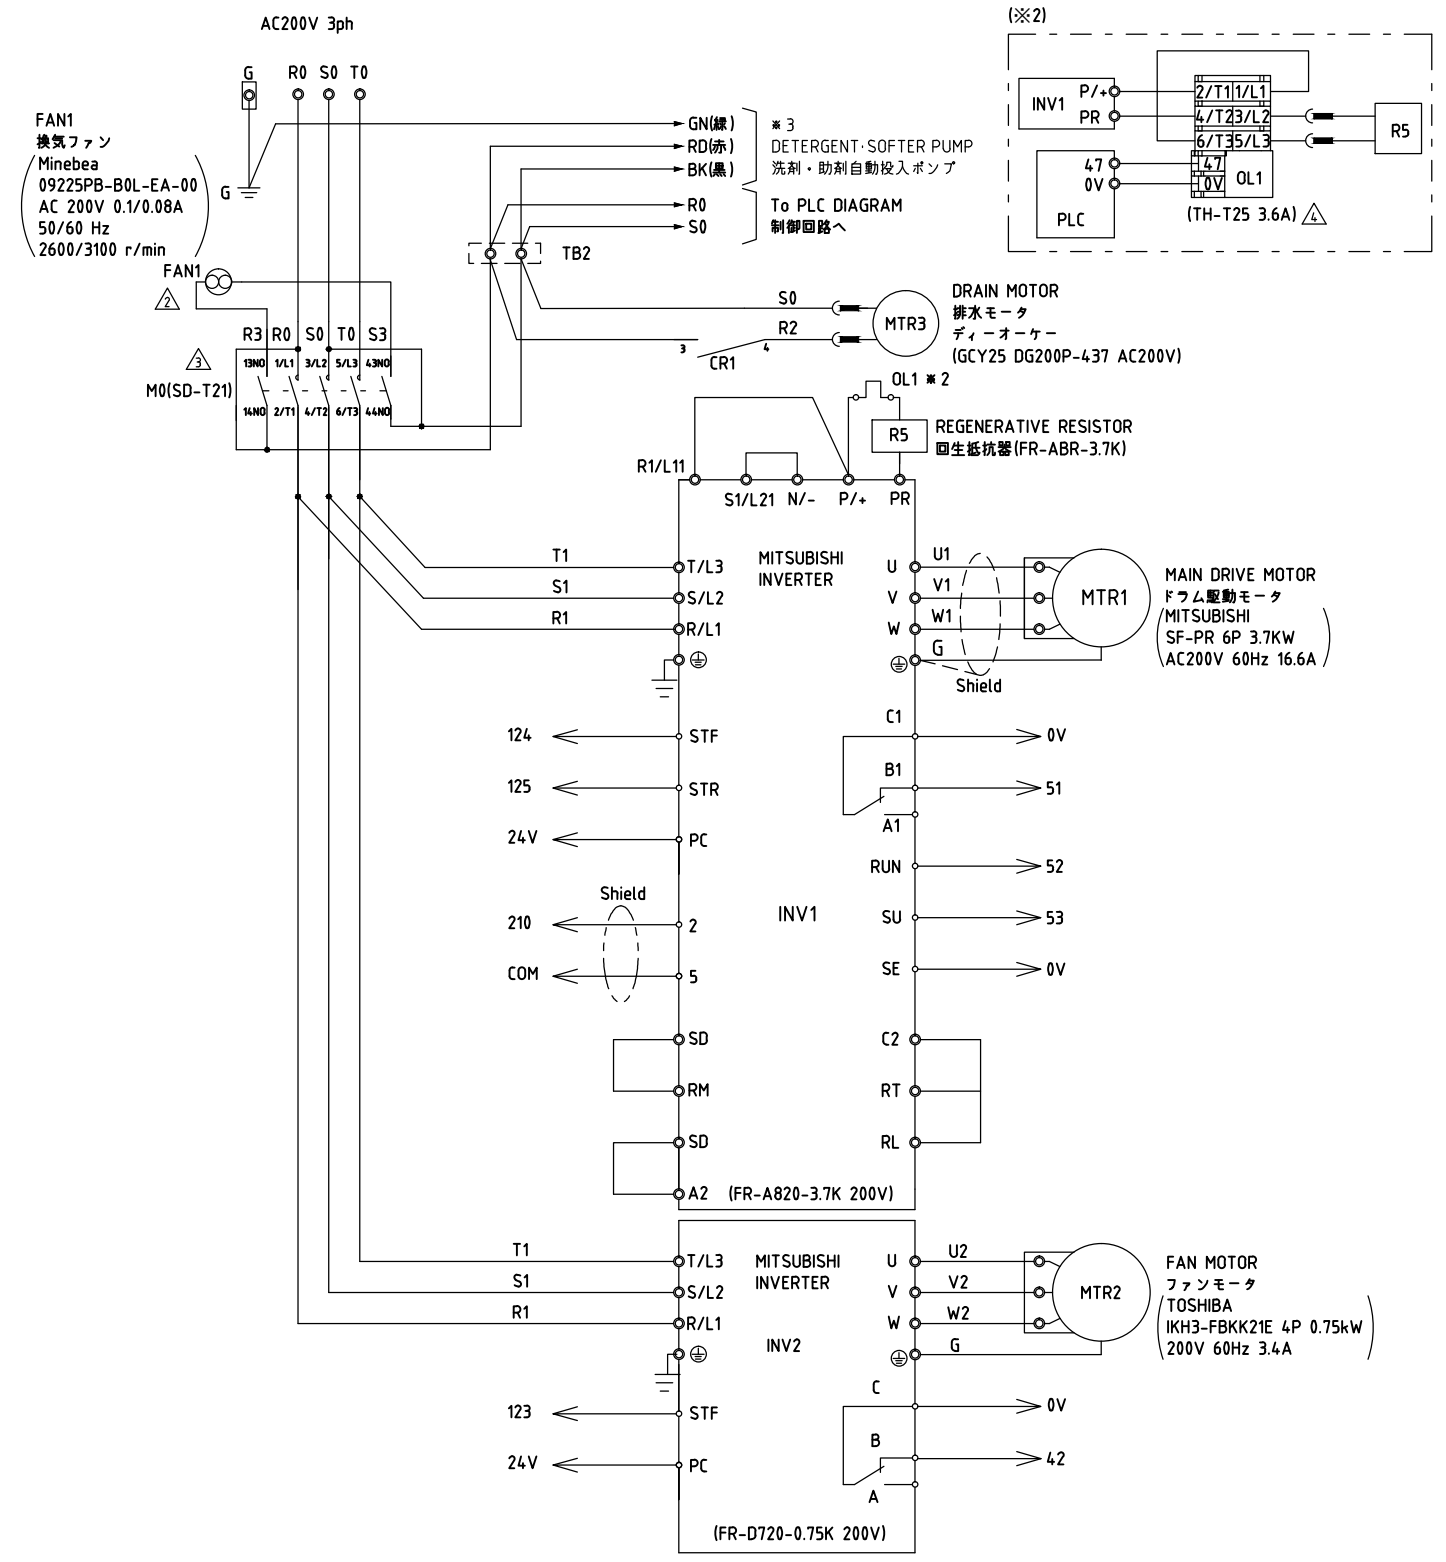 AC200V 3ph
G R0 S0 T0
FAN1
換気ファン
Minebea
09225PB-B0L-EA-00
AC 200V 0.1/0.08A
50/60 Hz
2600/3100 r/min
FAN1
2
G
GN(緑)
RD(赤)
BK(黒)
※3
DETERGENT·SOFTER PUMP
洗剤・助剤自動投入ポンプ
R0
S0
To PLC DIAGRAM
制御回路へ
TB2
(※2)
INV1
P/+
PR
2/T1 1/L1
4/T2 3/L2
6/T3 5/L3
R5
PLC
47
0V
47
0V
OL1
(TH-T25 3.6A) 4
S0
R2
3
4
CR1
MTR3
DRAIN MOTOR
排水モータ
ディーオーケー
(GCY25 DG200P-437 AC200V)
R3 R0 S0 T0 S3
3
13NO 1/L1 3/L2 5/L3 43NO
M0(SD-T21)
14NO 2/T1 4/T2 6/T3 44NO
OL1 ※2
R5
REGENERATIVE RESISTOR
回生抵抗器(FR-ABR-3.7K)
R1/L11
S1/L21 N/- P/+ PR
MITSUBISHI
INVERTER
T1
S1
R1
T/L3
S/L2
R/L1
U
V
W
U1
V1
W1
G
Shield
MTR1
MAIN DRIVE MOTOR
ドラム駆動モータ
MITSUBISHI
SF-PR 6P 3.7KW
AC200V 60Hz 16.6A
124
STF
125
STR
24V
PC
Shield
210
2
COM
5
SD
RM
SD
A2
INV1
C1
0V
B1
51
A1
RUN
52
SU
53
SE
0V
C2
RT
RL
(FR-A820-3.7K 200V)
T1
S1
R1
T/L3
S/L2
R/L1
MITSUBISHI
INVERTER
INV2
U
V
W
U2
V2
W2
G
MTR2
FAN MOTOR
ファンモータ
TOSHIBA
IKH3-FBKK21E 4P 0.75kW
200V 60Hz 3.4A
123
STF
24V
PC
C
0V
B
42
A
(FR-D720-0.75K 200V)